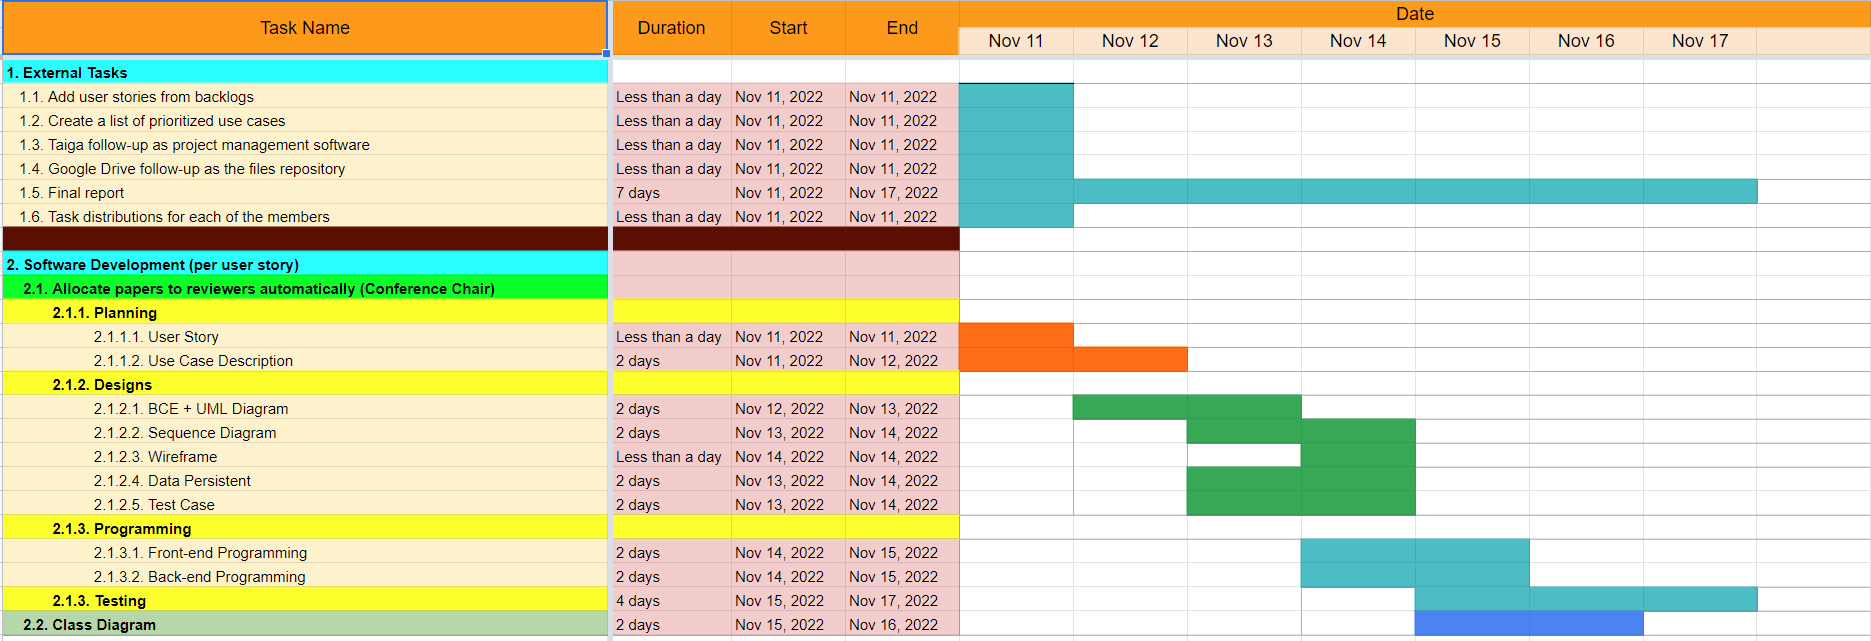 Task Name Duration Start End Date
Nov 11 Nov 12 Nov 13 Nov 14 Nov 15 Nov 16 Nov 17
1. External Tasks
1.1. Add user stories from backlogs Less than a day Nov 11, 2022 Nov 11, 2022
1.2. Create a list of prioritized use cases Less than a day Nov 11, 2022 Nov 11, 2022
1.3. Taiga follow-up as project management software Less than a day Nov 11, 2022 Nov 11, 2022
1.4. Google Drive follow-up as the files repository Less than a day Nov 11, 2022 Nov 11, 2022
1.5. Final report 7 days Nov 11, 2022 Nov 17, 2022
1.6. Task distributions for each of the members Less than a day Nov 11, 2022 Nov 11, 2022
2. Software Development (per user story)
2.1. Allocate papers to reviewers automatically (Conference Chair)
2.1.1. Planning
2.1.1.1. User Story Less than a day Nov 11, 2022 Nov 11, 2022
2.1.1.2. Use Case Description 2 days Nov 11, 2022 Nov 12, 2022
2.1.2. Designs
2.1.2.1. BCE + UML Diagram 2 days Nov 12, 2022 Nov 13, 2022
2.1.2.2. Sequence Diagram 2 days Nov 13, 2022 Nov 14, 2022
2.1.2.3. Wireframe Less than a day Nov 14, 2022 Nov 14, 2022
2.1.2.4. Data Persistent 2 days Nov 13, 2022 Nov 14, 2022
2.1.2.5. Test Case 2 days Nov 13, 2022 Nov 14, 2022
2.1.3. Programming
2.1.3.1. Front-end Programming 2 days Nov 14, 2022 Nov 15, 2022
2.1.3.2. Back-end Programming 2 days Nov 14, 2022 Nov 15, 2022
2.1.3. Testing 4 days Nov 15, 2022 Nov 17, 2022
2.2. Class Diagram 2 days Nov 15, 2022 Nov 16, 2022